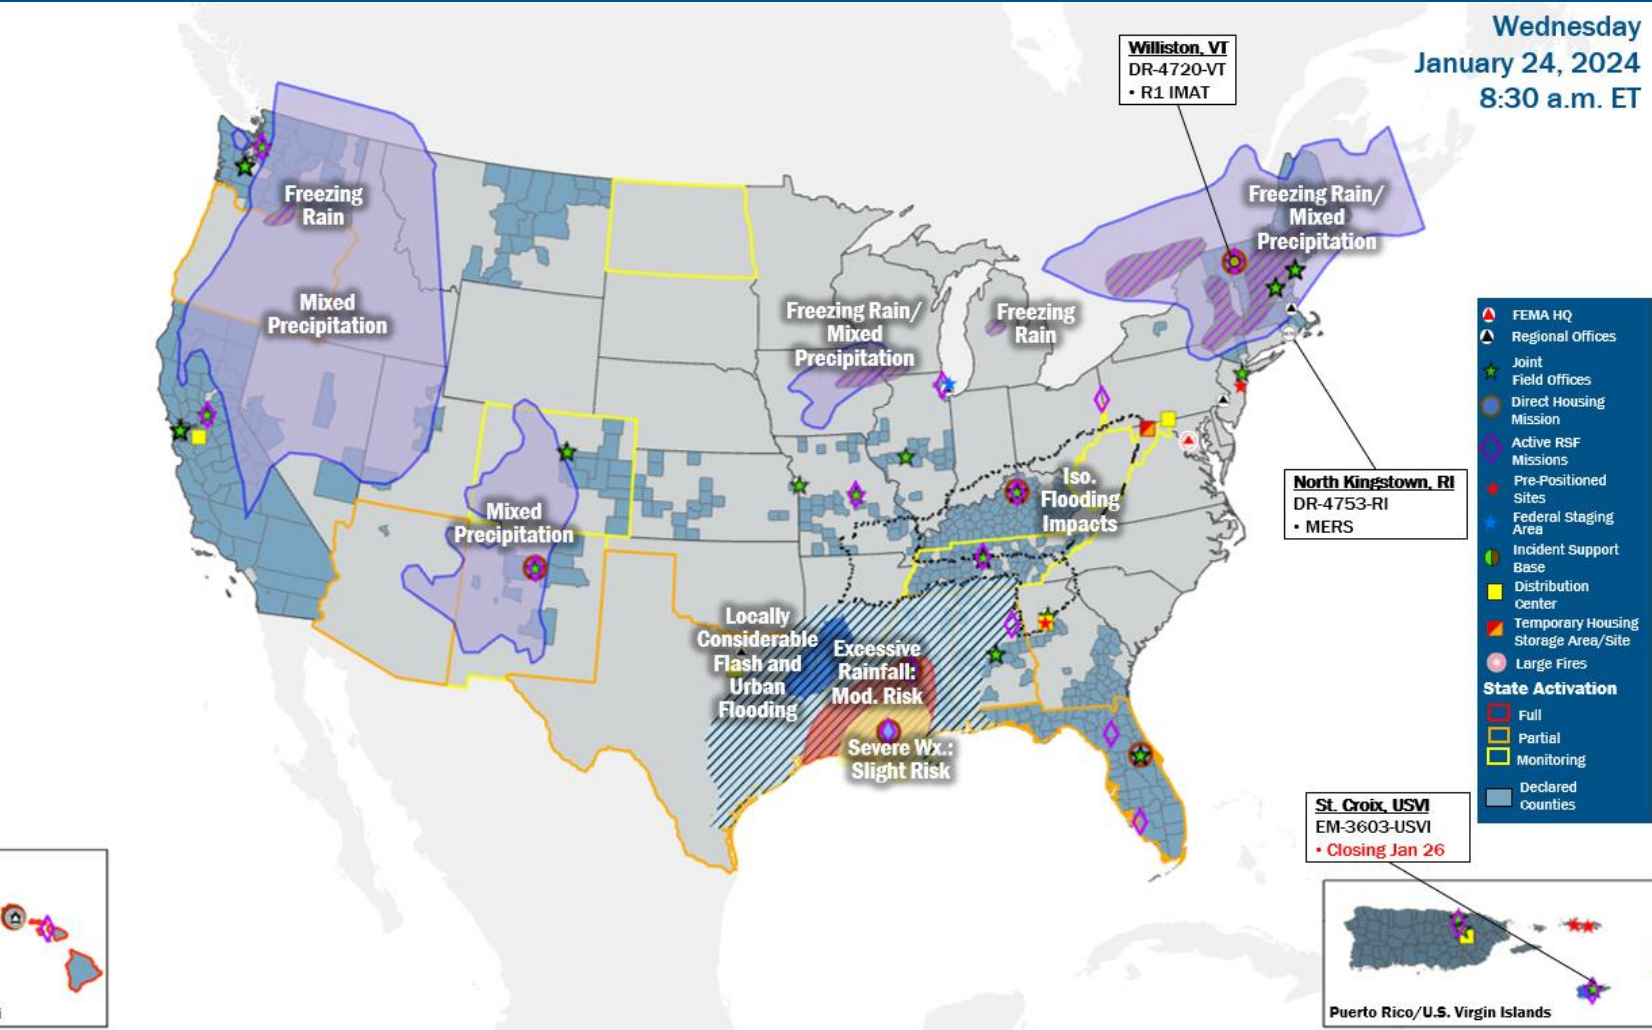 Wednesday
January 24, 2024
8:30 a.m. ET
Williston, VT
DR-4720-VT
• R1 IMAT
Freezing
Rain
Mixed
Precipitation
Freezing Rain/
Mixed
Precipitation
Freezing Rain/
Mixed
Precipitation
Freezing
Rain
Mixed
Precipitation
Iso.
Flooding
Impacts
Locally
Considerable
Flash and
Urban
Flooding
Excessive
Rainfall:
Mod. Risk
Severe Wx.:
Slight Risk
North Kingstown, RI
DR-4753-RI
• MERS
FEMA HQ
Regional Offices
Joint
Field Offices
Direct Housing
Mission
Active RSF
Missions
Pre-Positioned
Sites
Federal Staging
Area
Incident Support
Base
Distribution
Center
Temporary Housing
Storage Area/Site
Large Fires
State Activation
Full
Partial
Monitoring
Declared
Counties
St. Croix, USVI
EM-3603-USVI
• Closing Jan 26
Puerto Rico/U.S. Virgin Islands